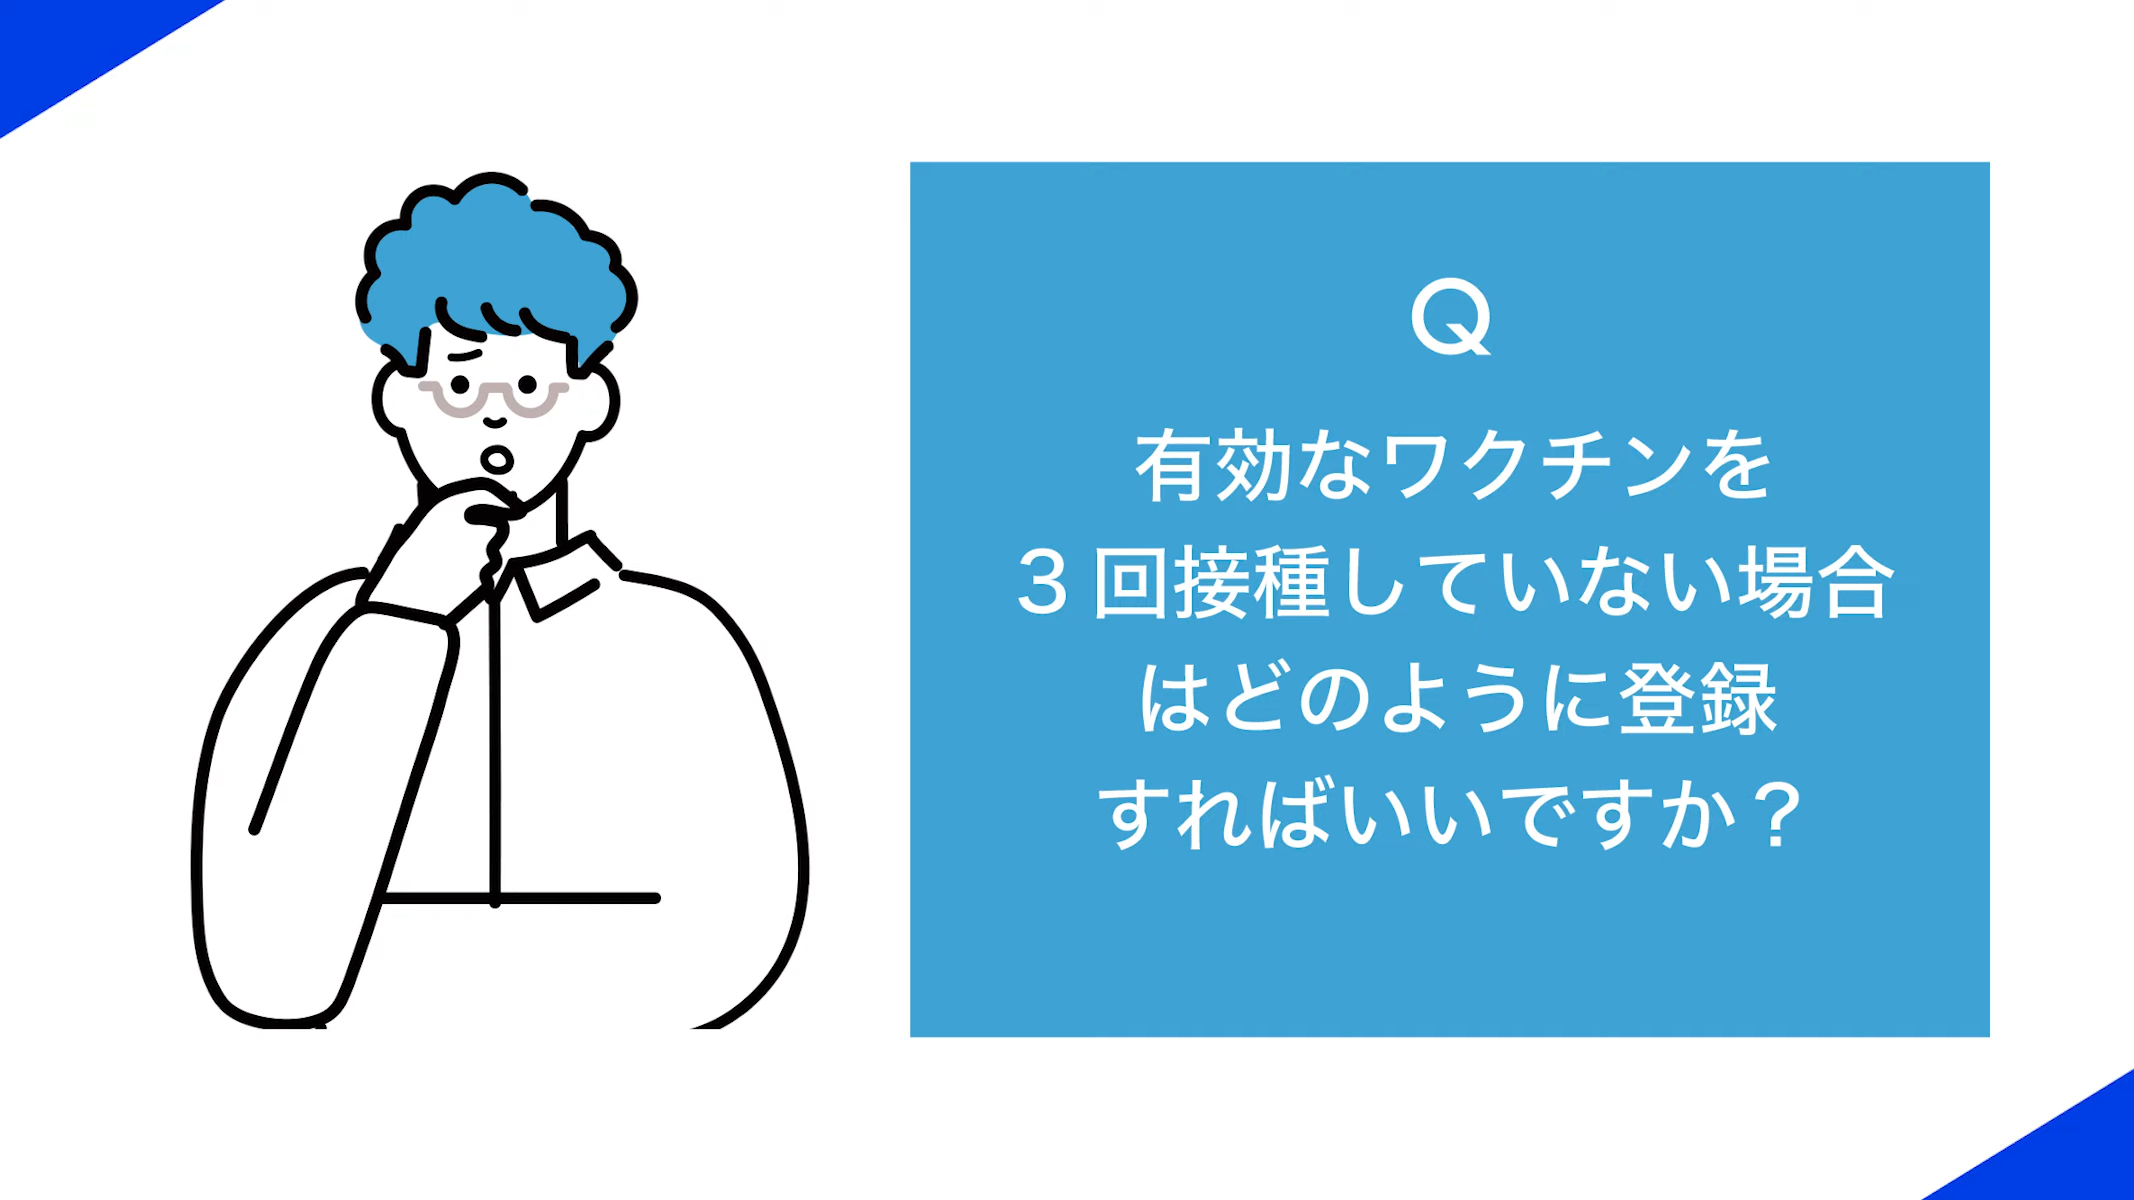 Q
有効なワクチンを
3回接種していない場合
はどのように登録
すればいいですか？